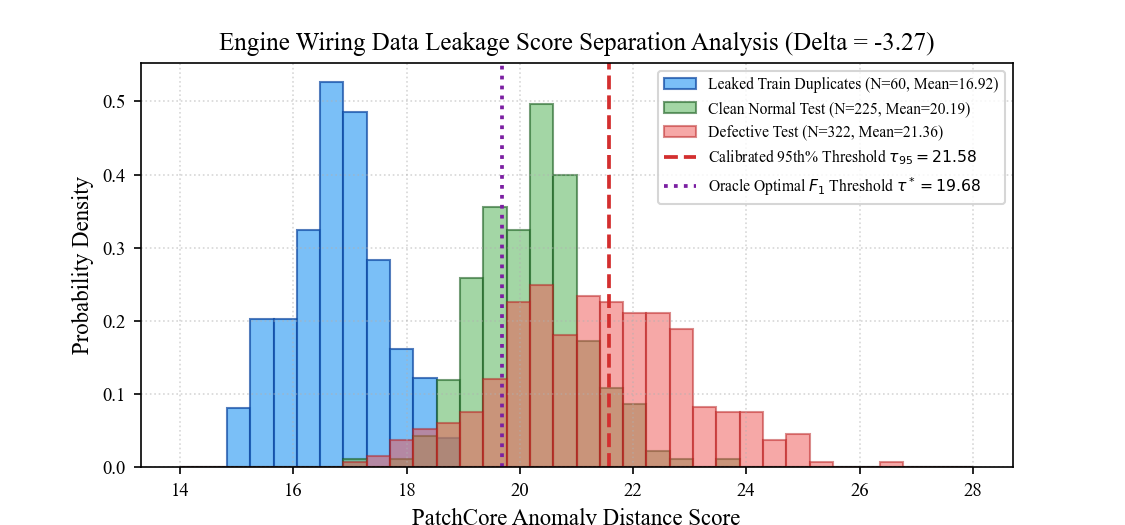 Engine Wiring Data Leakage Score Separation Analysis (Delta = -3.27)
Leaked Train Duplicates (N=60, Mean=16.92)
Clean Normal Test (N=225, Mean=20.19)
Defective Test (N=322, Mean=21.36)
Calibrated 95th% Threshold τ₉₅ = 21.58
Oracle Optimal F₁ Threshold τ* = 19.68
Probability Density
0.5
0.4
0.3
0.2
0.1
0.0
14 16 18 20 22 24 26 28
PatchCore Anomaly Distance Score